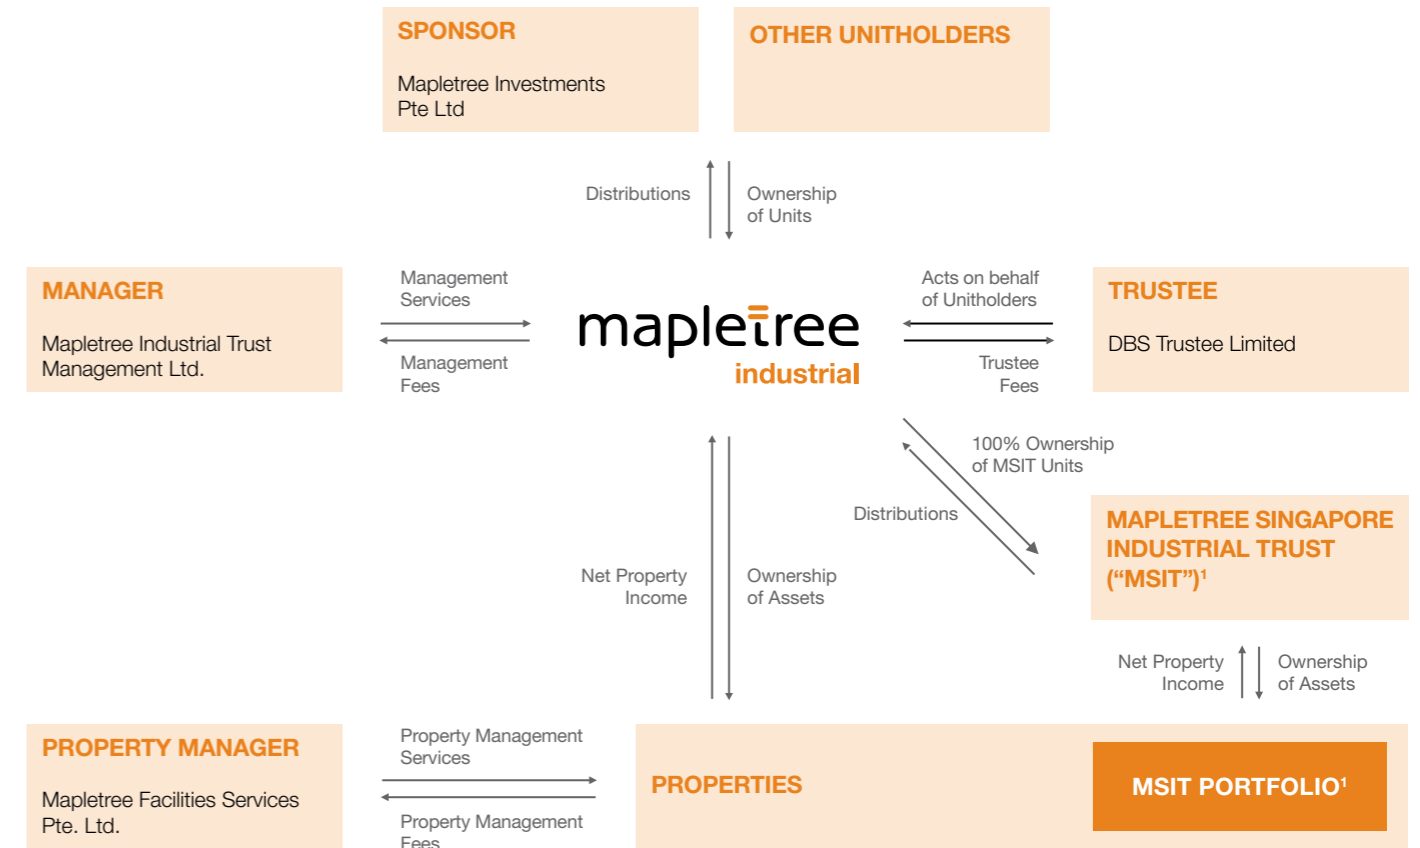 SPONSOR
Mapletree Investments
Pte Ltd
OTHER UNITHOLDERS
Distributions
Ownership
of Units
MANAGER
Mapletree Industrial Trust
Management Ltd.
Management
Services
Management
Fees
mapletree
industrial
Acts on behalf
of Unitholders
Trustee
Fees
TRUSTEE
DBS Trustee Limited
100% Ownership
of MSIT Units
Distributions
MAPLETREE SINGAPORE
INDUSTRIAL TRUST
(“MSIT”)¹
Net Property
Income
Ownership
of Assets
Net Property
Income
Ownership
of Assets
PROPERTY MANAGER
Mapletree Facilities Services
Pte. Ltd.
Property Management
Services
Property Management
Fees
PROPERTIES
MSIT PORTFOLIO¹